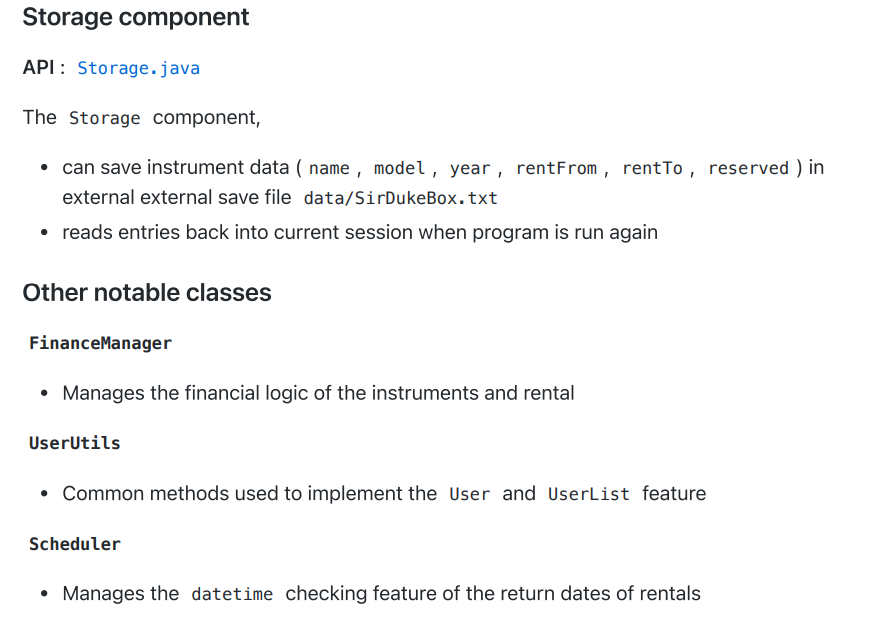 Storage component
API : Storage.java
The Storage component,
• can save instrument data ( name , model , year , rentFrom , rentTo , reserved ) in
external external save file data/SirDukeBox.txt
• reads entries back into current session when program is run again
Other notable classes
FinanceManager
• Manages the financial logic of the instruments and rental
UserUtils
• Common methods used to implement the User and UserList feature
Scheduler
• Manages the datetime checking feature of the return dates of rentals